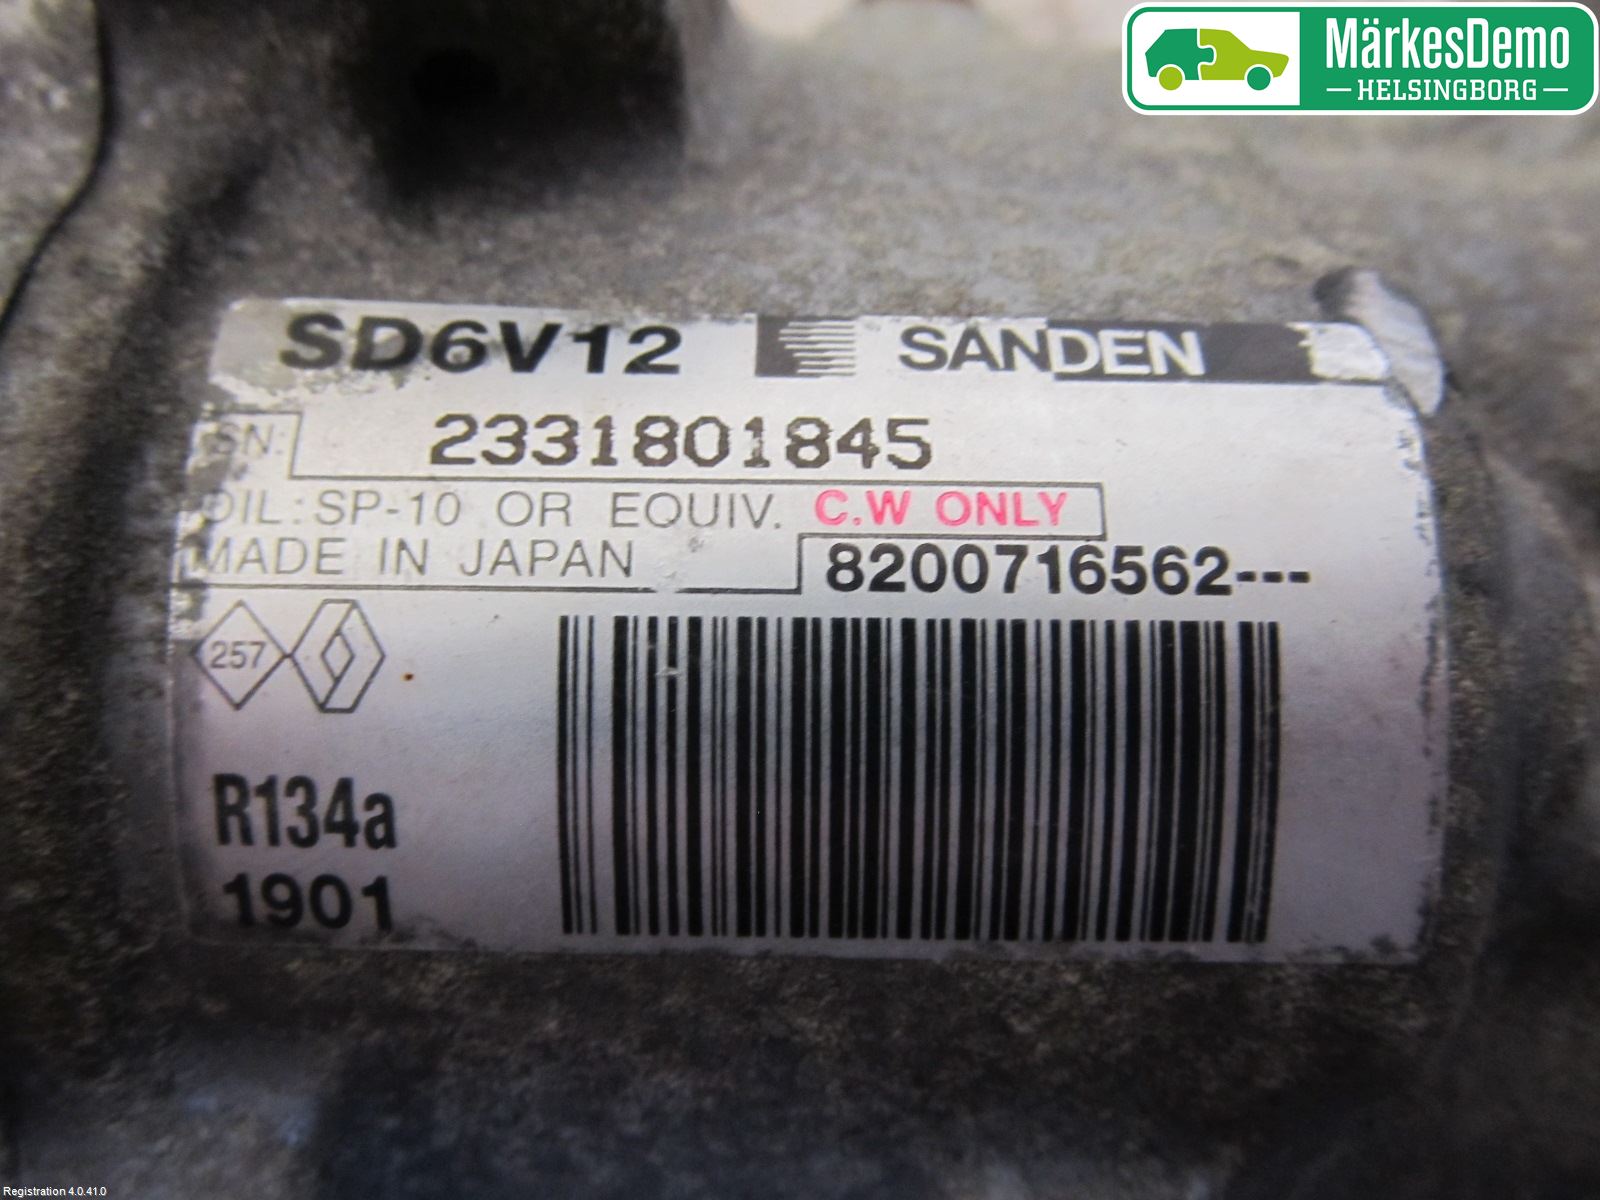 MärkesDemo
HELSINGBORG
SD6V12 SANDEN
SN: 2331801845
OIL: SP-10 OR EQUIV. C.W ONLY
MADE IN JAPAN 8200716562---
257
R134a
1901
Registration 4.0.41.0